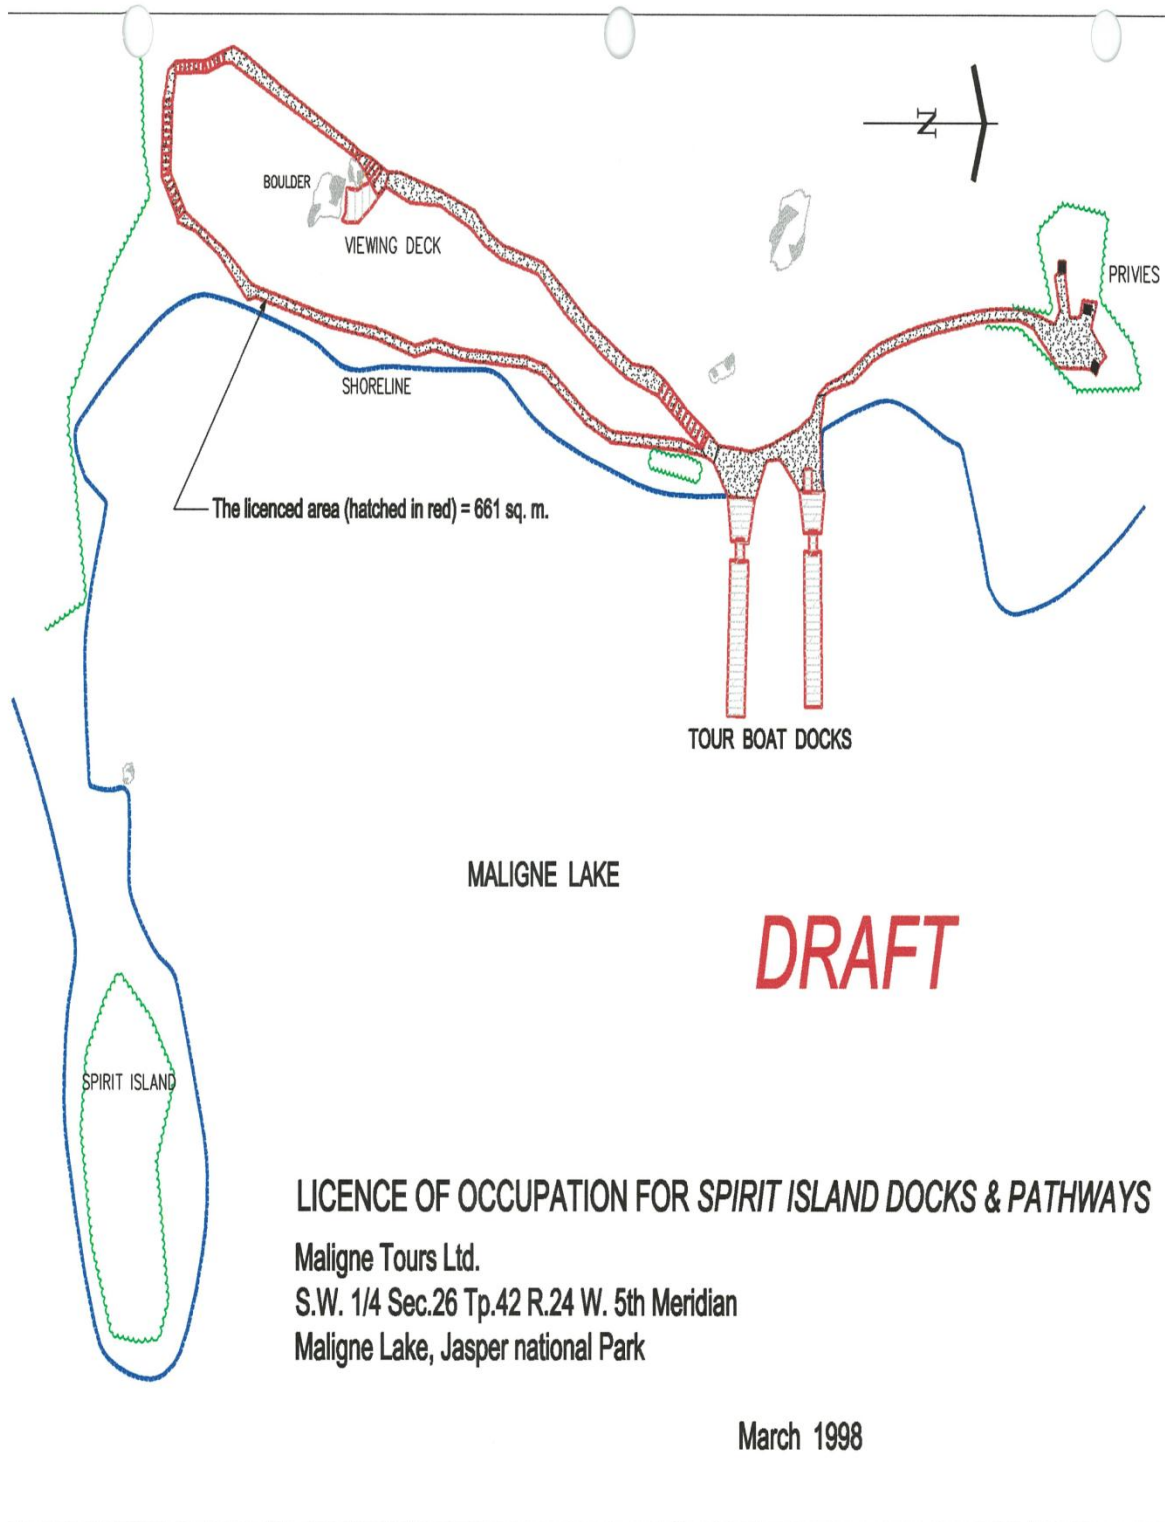 N
BOULDER
VIEWING DECK
PRIVIES
SHORELINE
The licenced area (hatched in red) = 661 sq. m.
TOUR BOAT DOCKS
MALIGNE LAKE
DRAFT
SPIRIT ISLAND
LICENCE OF OCCUPATION FOR SPIRIT ISLAND DOCKS & PATHWAYS
Maligne Tours Ltd.
S.W. 1/4 Sec.26 Tp.42 R.24 W. 5th Meridian
Maligne Lake, Jasper national Park
March 1998